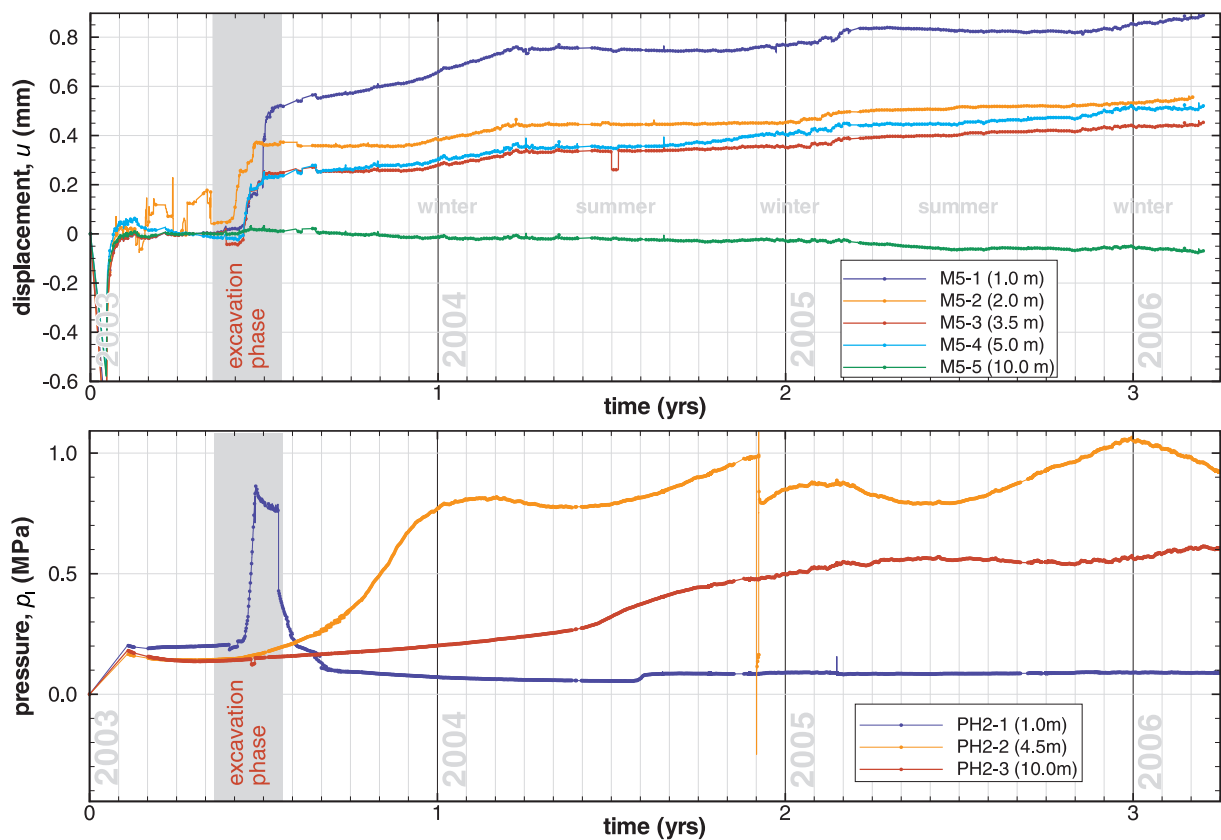 displacement, u (mm)
0.8
0.6
0.4
0.2
0
-0.2
-0.4
-0.6
winter
summer
winter
summer
winter
2003
excavation
phase
2004
2005
2006
M5-1 (1.0 m)
M5-2 (2.0 m)
M5-3 (3.5 m)
M5-4 (5.0 m)
M5-5 (10.0 m)
0
1
2
3
time (yrs)
pressure, pl (MPa)
1.0
0.5
0.0
2003
excavation
phase
2004
2005
2006
PH2-1 (1.0m)
PH2-2 (4.5m)
PH2-3 (10.0m)
0
1
2
3
time (yrs)